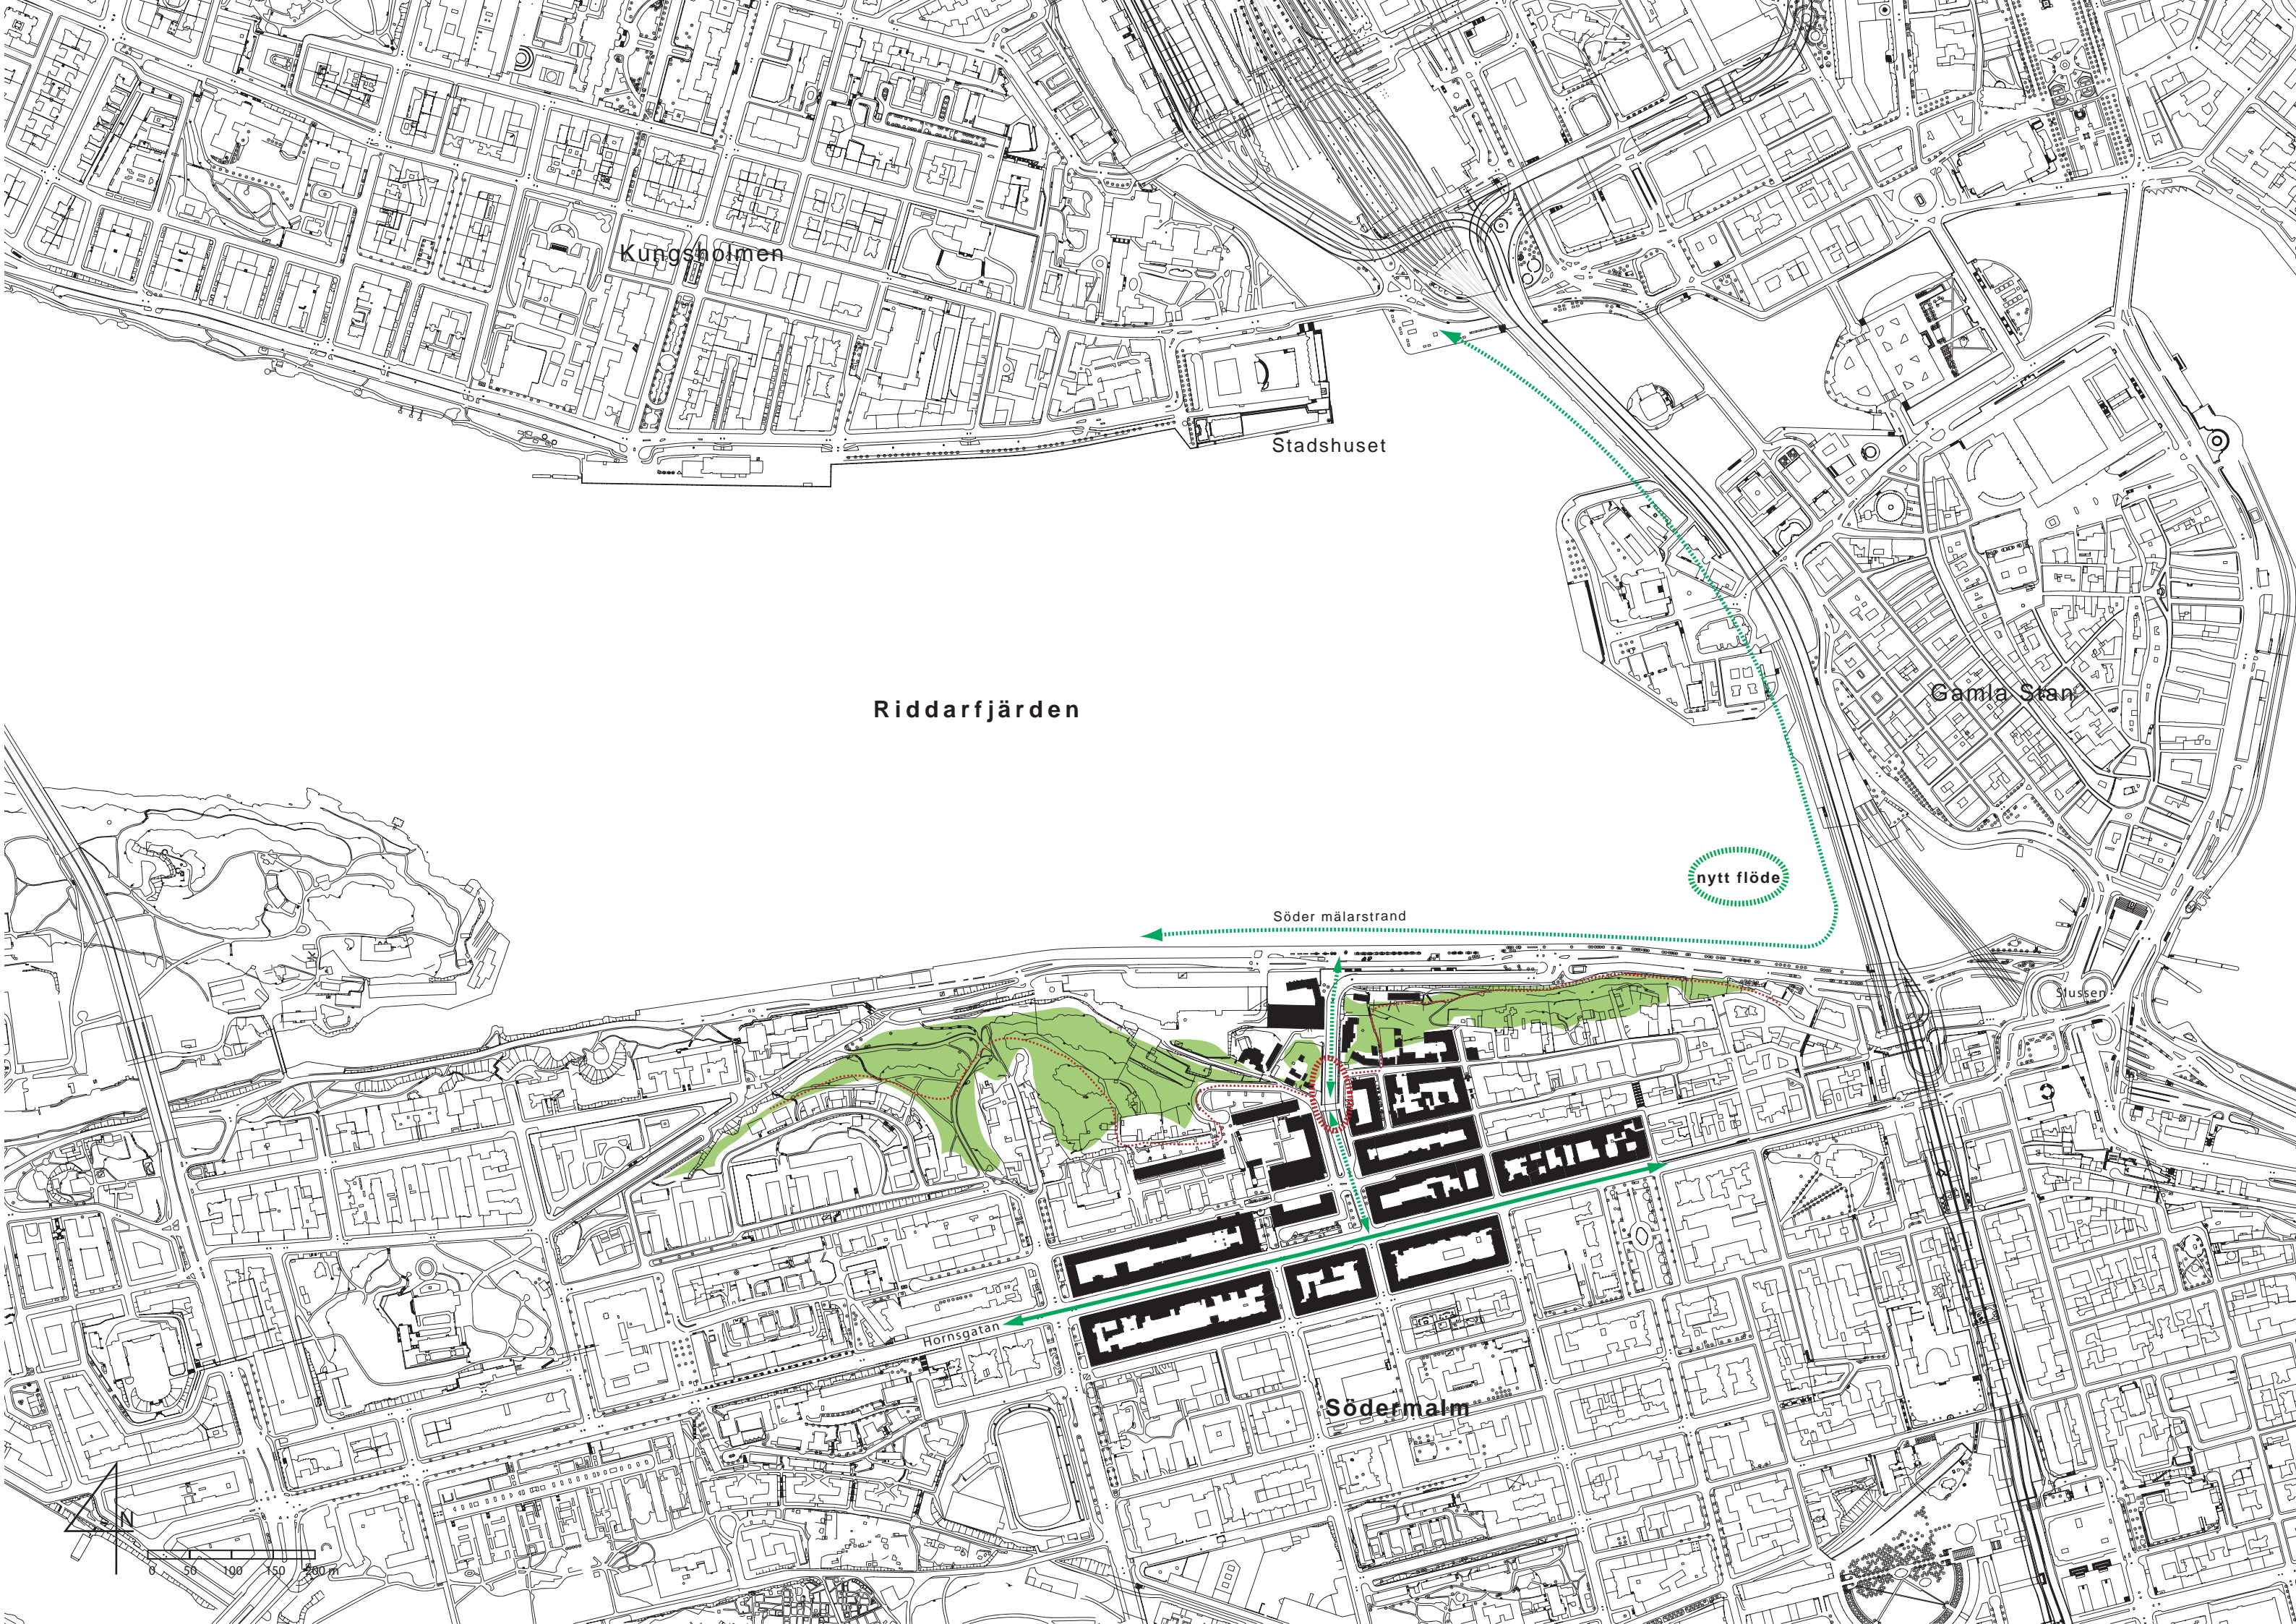 Kungsholmen
Stadshuset
Gamla Stan
Riddarfjärden
nytt flöde
Söder mälarstrand
Slussen
Hornsgatan
Södermalm
N
0 50 100 150 200 m